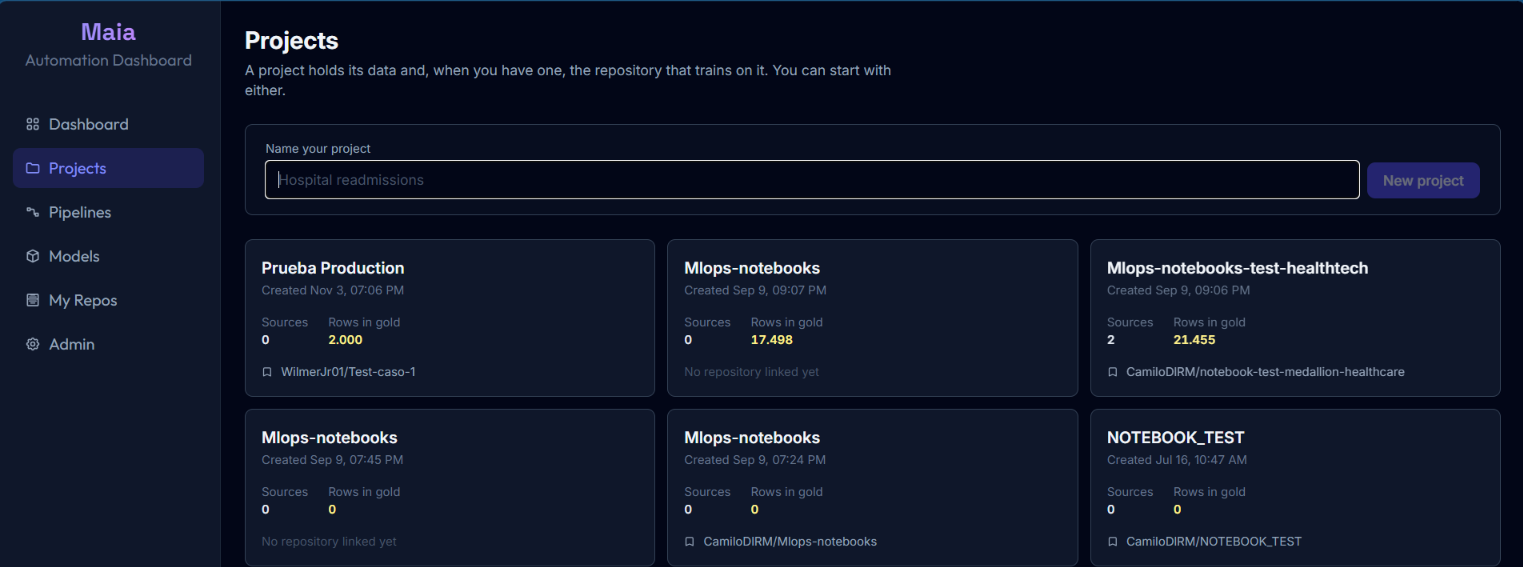 Maia
Automation Dashboard
Dashboard
Projects
Pipelines
Models
My Repos
Admin
Projects
A project holds its data and, when you have one, the repository that trains on it. You can start with
either.
Name your project
Hospital readmissions
New project
Prueba Production
Created Nov 3, 07:06 PM
Sources Rows in gold
0 2.000
WilmerJr01/Test-caso-1
Mlops-notebooks
Created Sep 9, 09:07 PM
Sources Rows in gold
0 17.498
No repository linked yet
Mlops-notebooks-test-healthtech
Created Sep 9, 09:06 PM
Sources Rows in gold
2 21.455
CamiloDIRM/notebook-test-medallion-healthcare
Mlops-notebooks
Created Sep 9, 07:45 PM
Sources Rows in gold
0 0
No repository linked yet
Mlops-notebooks
Created Sep 9, 07:24 PM
Sources Rows in gold
0 0
CamiloDIRM/Mlops-notebooks
NOTEBOOK_TEST
Created Jul 16, 10:47 AM
Sources Rows in gold
0 0
CamiloDIRM/NOTEBOOK_TEST